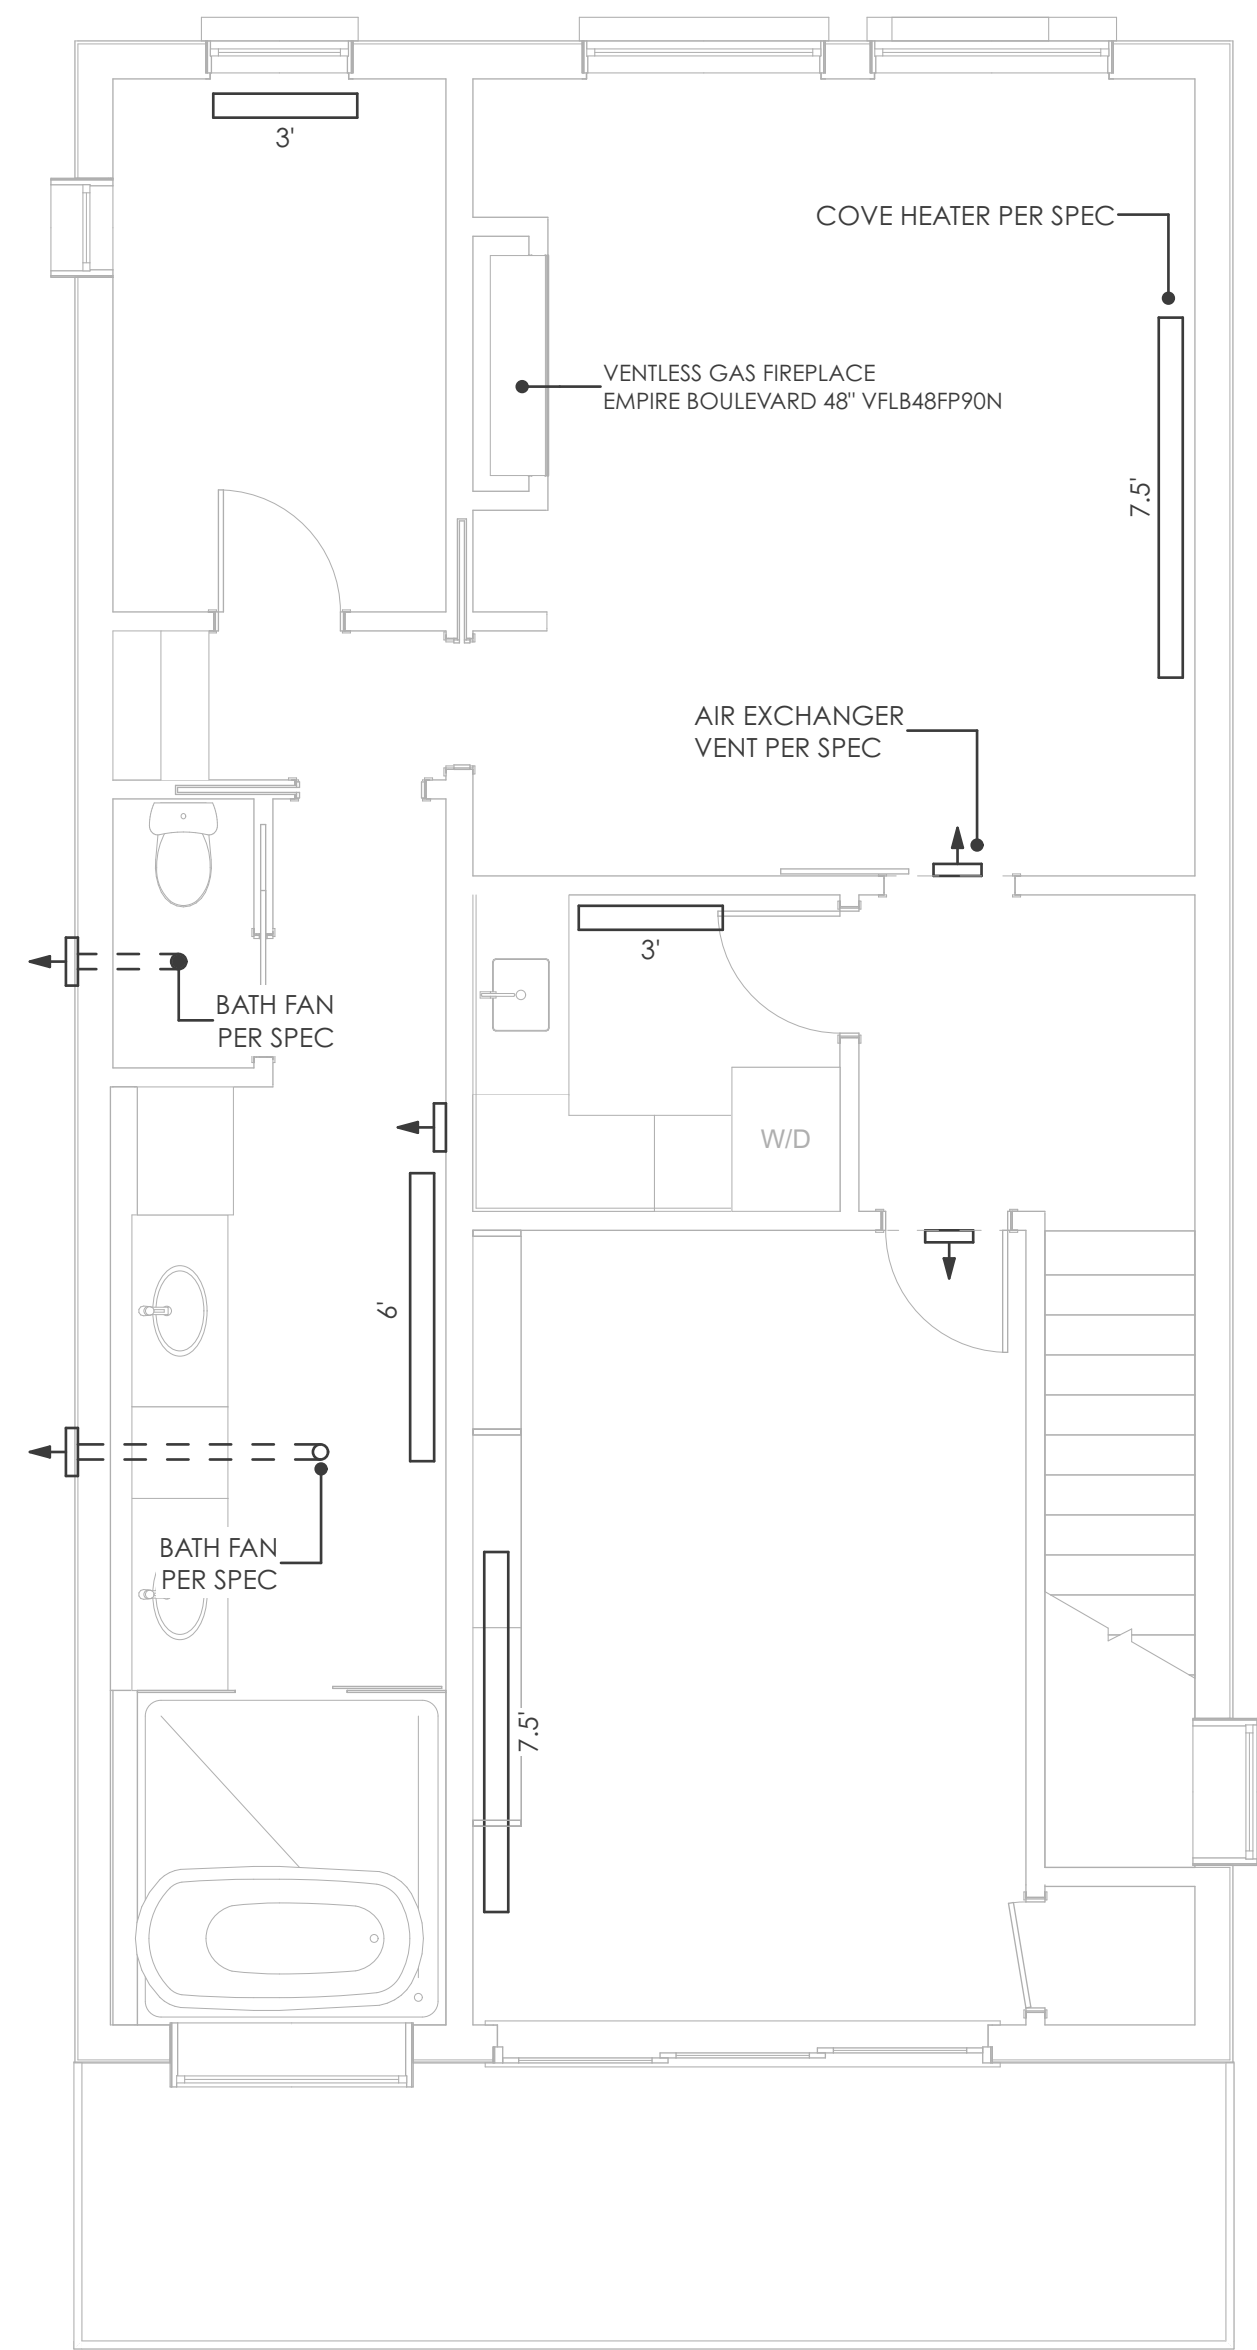 3'
COVE HEATER PER SPEC
VENTLESS GAS FIREPLACE
EMPIRE BOULEVARD 48" VFLB48FP90N
7.5'
AIR EXCHANGER
VENT PER SPEC
3'
BATH FAN
PER SPEC
W/D
6'
BATH FAN
PER SPEC
7.5'